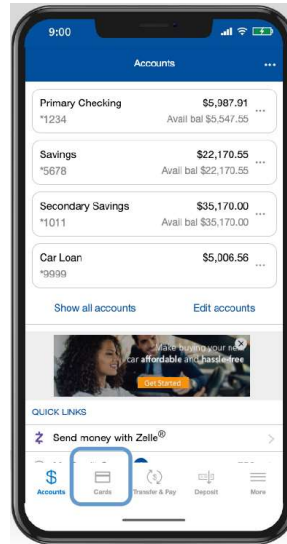 9:00
Accounts
Primary Checking $5,987.91
*1234 Avail bal $5,547.55
Savings $22,170.55
*5678 Avail bal $22,170.55
Secondary Savings $35,170.00
*1011 Avail bal $35,170.00
Car Loan $5,006.56
*9999
Show all accounts Edit accounts
Make buying your new
car affordable and hassle-free
Get Started
QUICK LINKS
Send money with Zelle®
Accounts Cards Transfer & Pay Deposit More